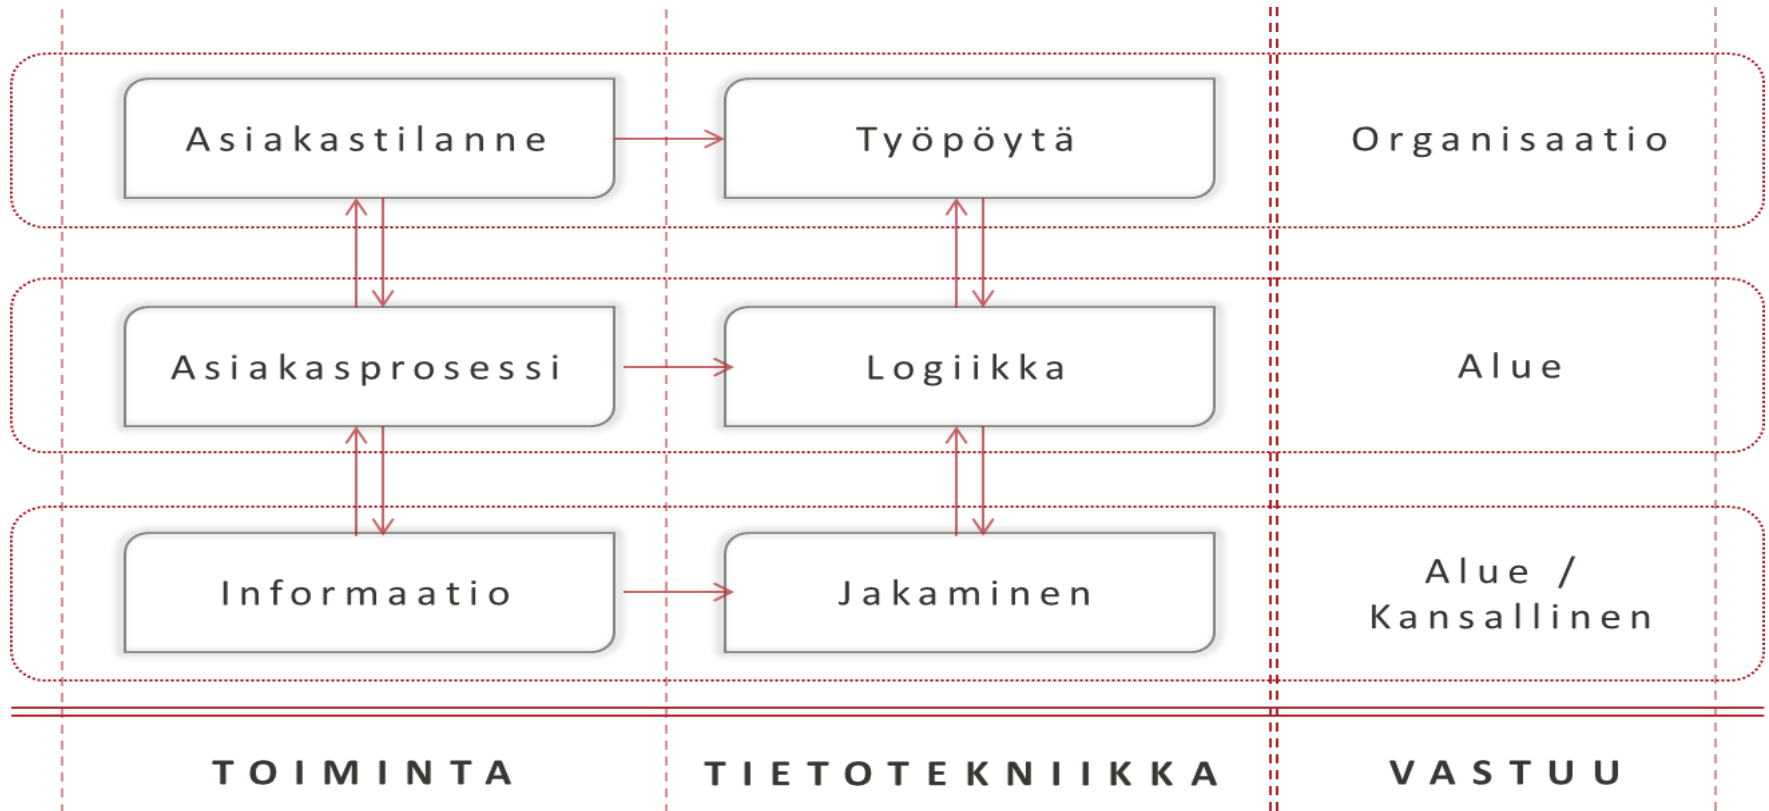 Asiakastilanne
Työpöytä
Organisaatio
Asiakasprosessi
Logiikka
Alue
Informaatio
Jakaminen
Alue /
Kansallinen
TOIMINTA
TIETOTEKNIIKKA
VASTUU